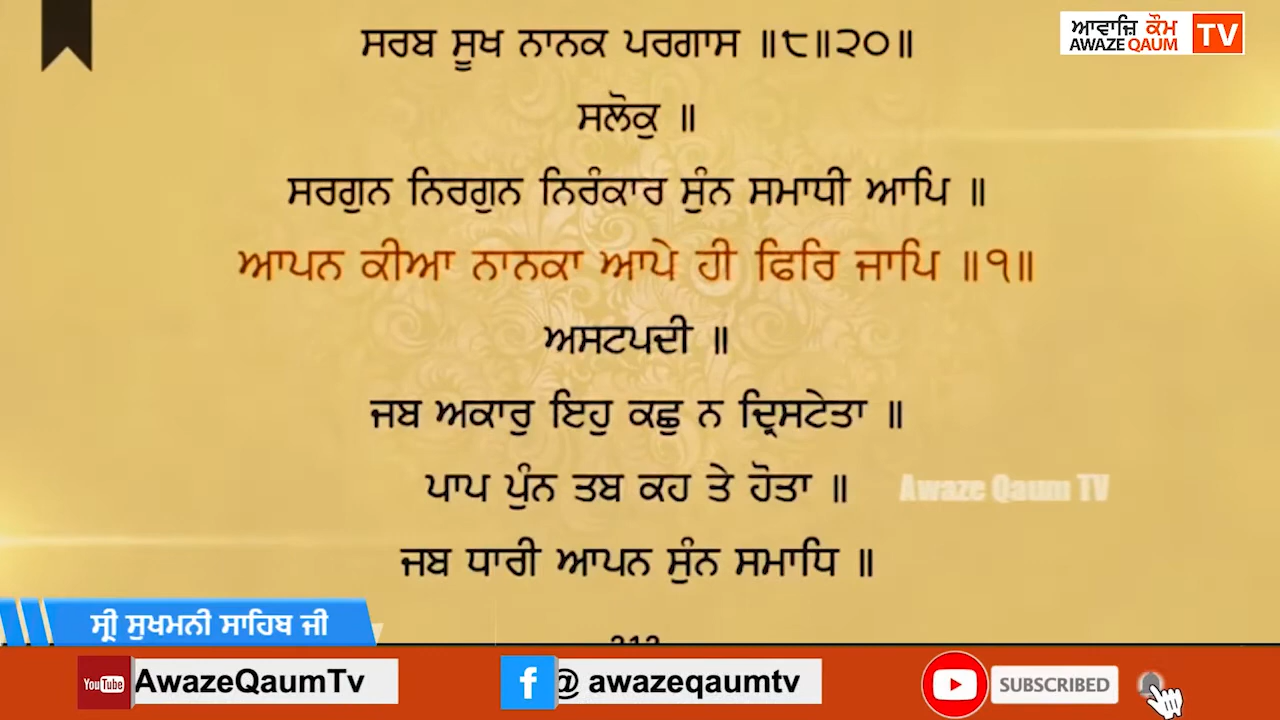 ਆਵਾਜ਼ਿ ਕੌਮ
AWAZE QAUM TV
ਸਰਬ ਸੂਖ ਨਾਨਕ ਪਰਗਾਸ ॥੮॥੨੦॥
ਸਲੋਕੁ ॥
ਸਰਗੁਨ ਨਿਰਗੁਨ ਨਿਰੰਕਾਰ ਸੁੰਨ ਸਮਾਧੀ ਆਪਿ ॥
ਆਪਨ ਕੀਆ ਨਾਨਕਾ ਆਪੇ ਹੀ ਫਿਰਿ ਜਾਪਿ ॥੧॥
ਅਸਟਪਦੀ ॥
ਜਬ ਅਕਾਰੁ ਇਹੁ ਕਛੁ ਨ ਦ੍ਰਿਸਟੇਤਾ ॥
ਪਾਪ ਪੁੰਨ ਤਬ ਕਹ ਤੇ ਹੋਤਾ ॥
Awaze Qaum TV
ਜਬ ਧਾਰੀ ਆਪਨ ਸੁੰਨ ਸਮਾਧਿ ॥
ਸ੍ਰੀ ਸੁਖਮਨੀ ਸਾਹਿਬ ਜੀ
YouTube AwazeQaumTv
f @ awazeqaumtv
SUBSCRIBED